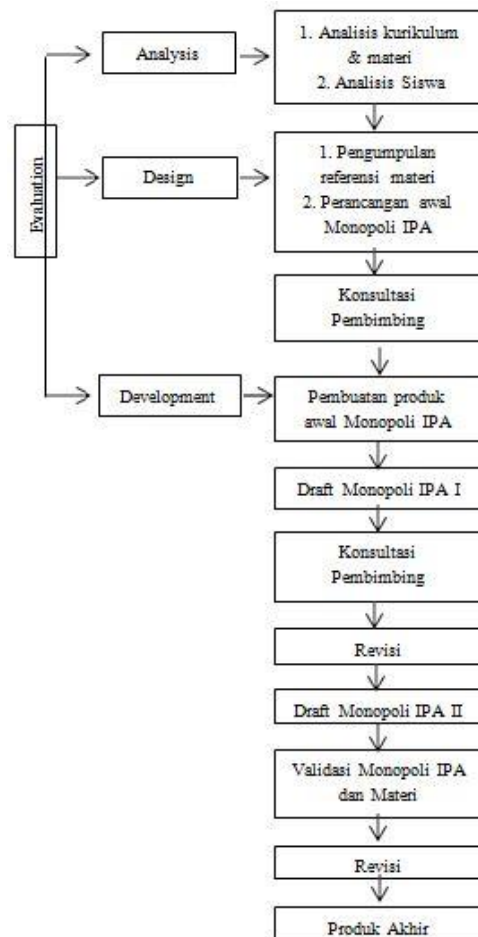 Evaluation
Analysis
1. Analisis kurikulum
& materi
2. Analisis Siswa
Design
1. Pengumpulan
referensi materi
2. Perancangan awal
Monopoli IPA
Konsultasi
Pembimbing
Development
Pembuatan produk
awal Monopoli IPA
Draft Monopoli IPA I
Konsultasi
Pembimbing
Revisi
Draft Monopoli IPA II
Validasi Monopoli IPA
dan Materi
Revisi
Produk Akhir